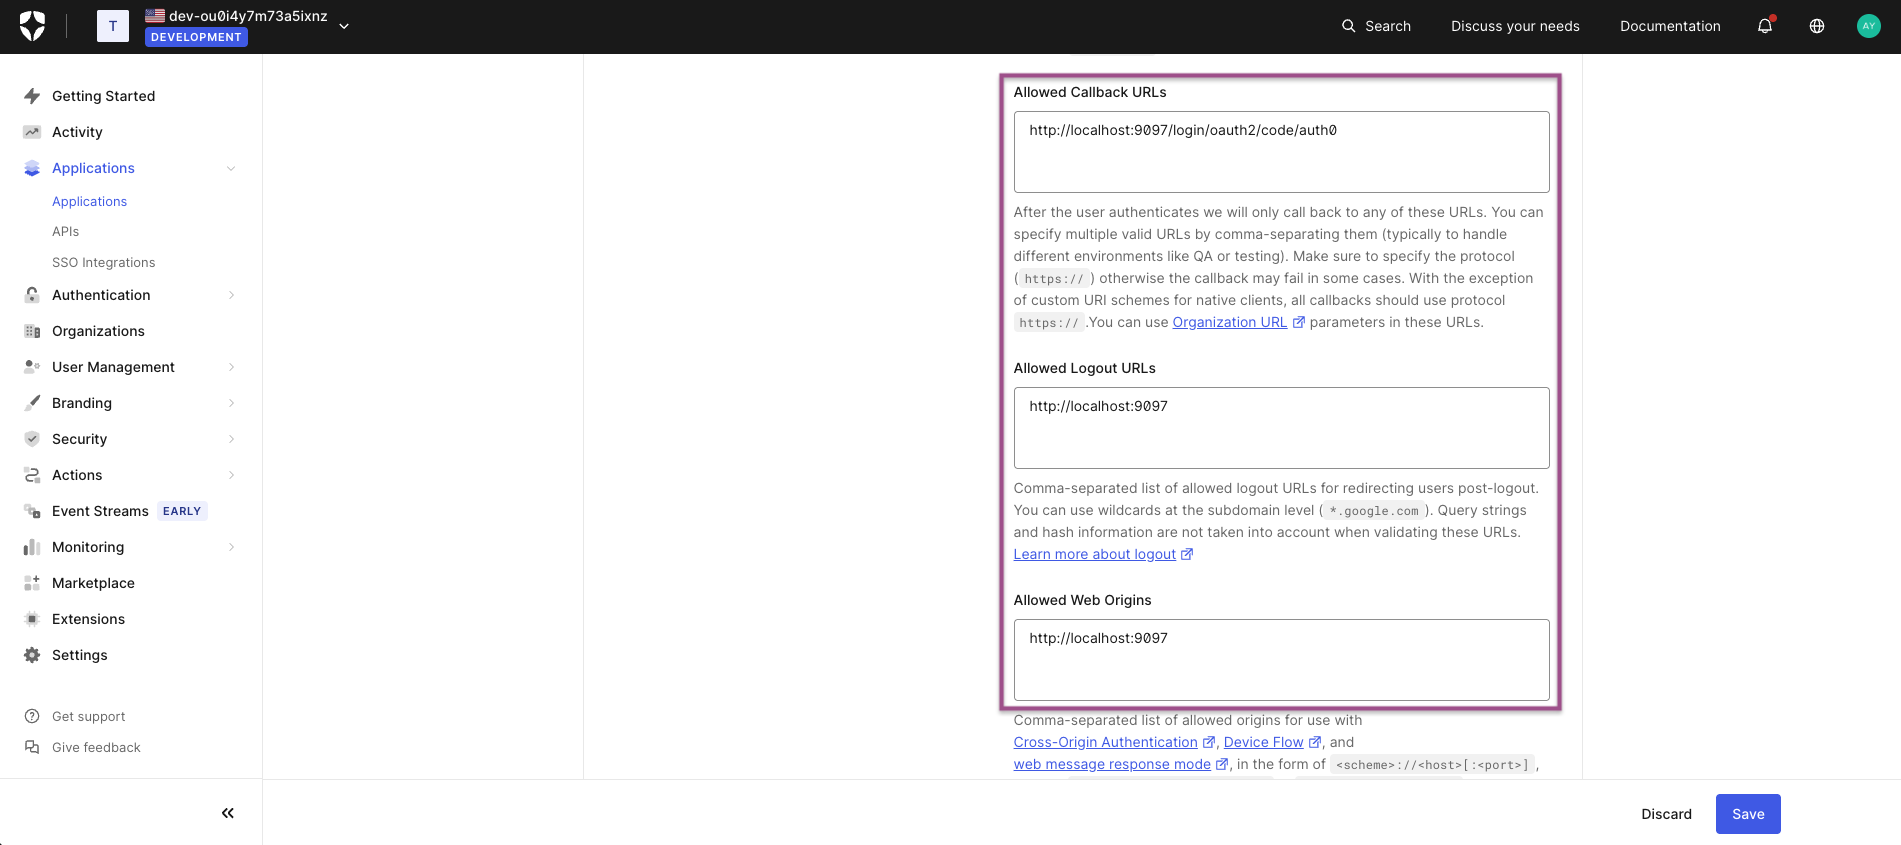 T
dev-ou0i4y7m73a5ixnz
DEVELOPMENT
Search
Discuss your needs
Documentation
AY
Getting Started
Activity
Applications
Applications
APIs
SSO Integrations
Authentication
Organizations
User Management
Branding
Security
Actions
Event Streams EARLY
Monitoring
Marketplace
Extensions
Settings
Get support
Give feedback
Allowed Callback URLs
http://localhost:9097/login/oauth2/code/auth0
After the user authenticates we will only call back to any of these URLs. You can
specify multiple valid URLs by comma-separating them (typically to handle
different environments like QA or testing). Make sure to specify the protocol
( https:// ) otherwise the callback may fail in some cases. With the exception
of custom URI schemes for native clients, all callbacks should use protocol
https:// .You can use Organization URL parameters in these URLs.
Allowed Logout URLs
http://localhost:9097
Comma-separated list of allowed logout URLs for redirecting users post-logout.
You can use wildcards at the subdomain level ( *.google.com ). Query strings
and hash information are not taken into account when validating these URLs.
Learn more about logout
Allowed Web Origins
http://localhost:9097
Comma-separated list of allowed origins for use with
Cross-Origin Authentication , Device Flow , and
web message response mode , in the form of <scheme>://<host>[:<port>] ,
Discard
Save